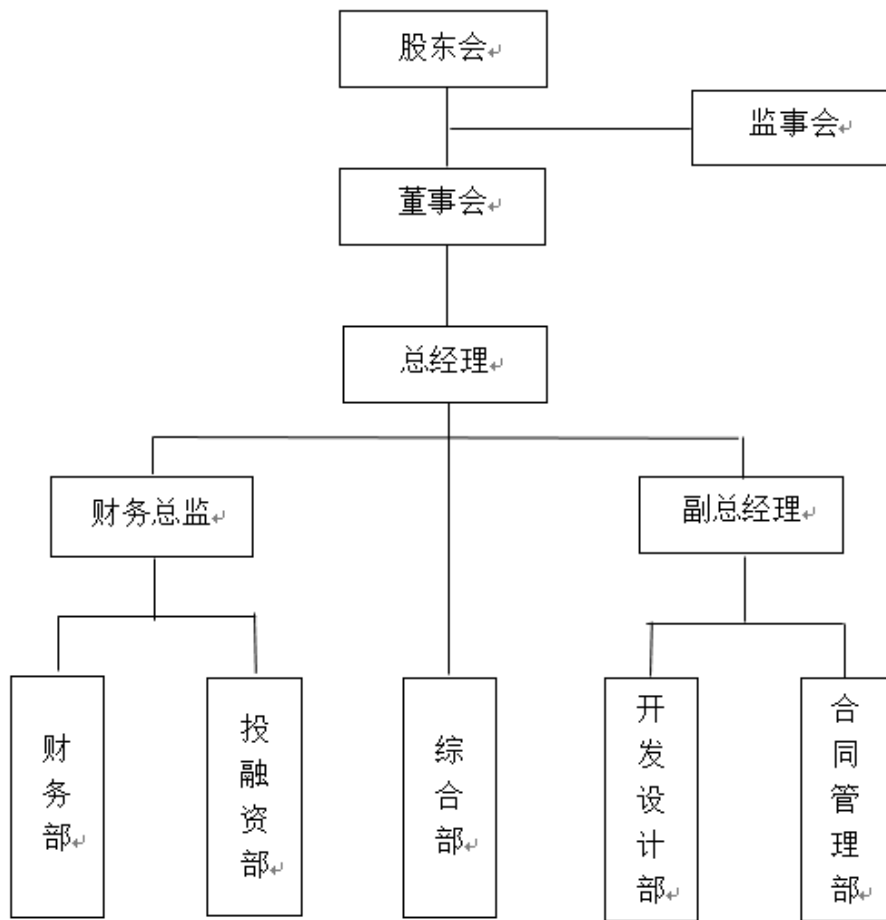 股东会
监事会
董事会
总经理
财务总监
副总经理
财务部
投融资部
综合部
开发设计部
合同管理部